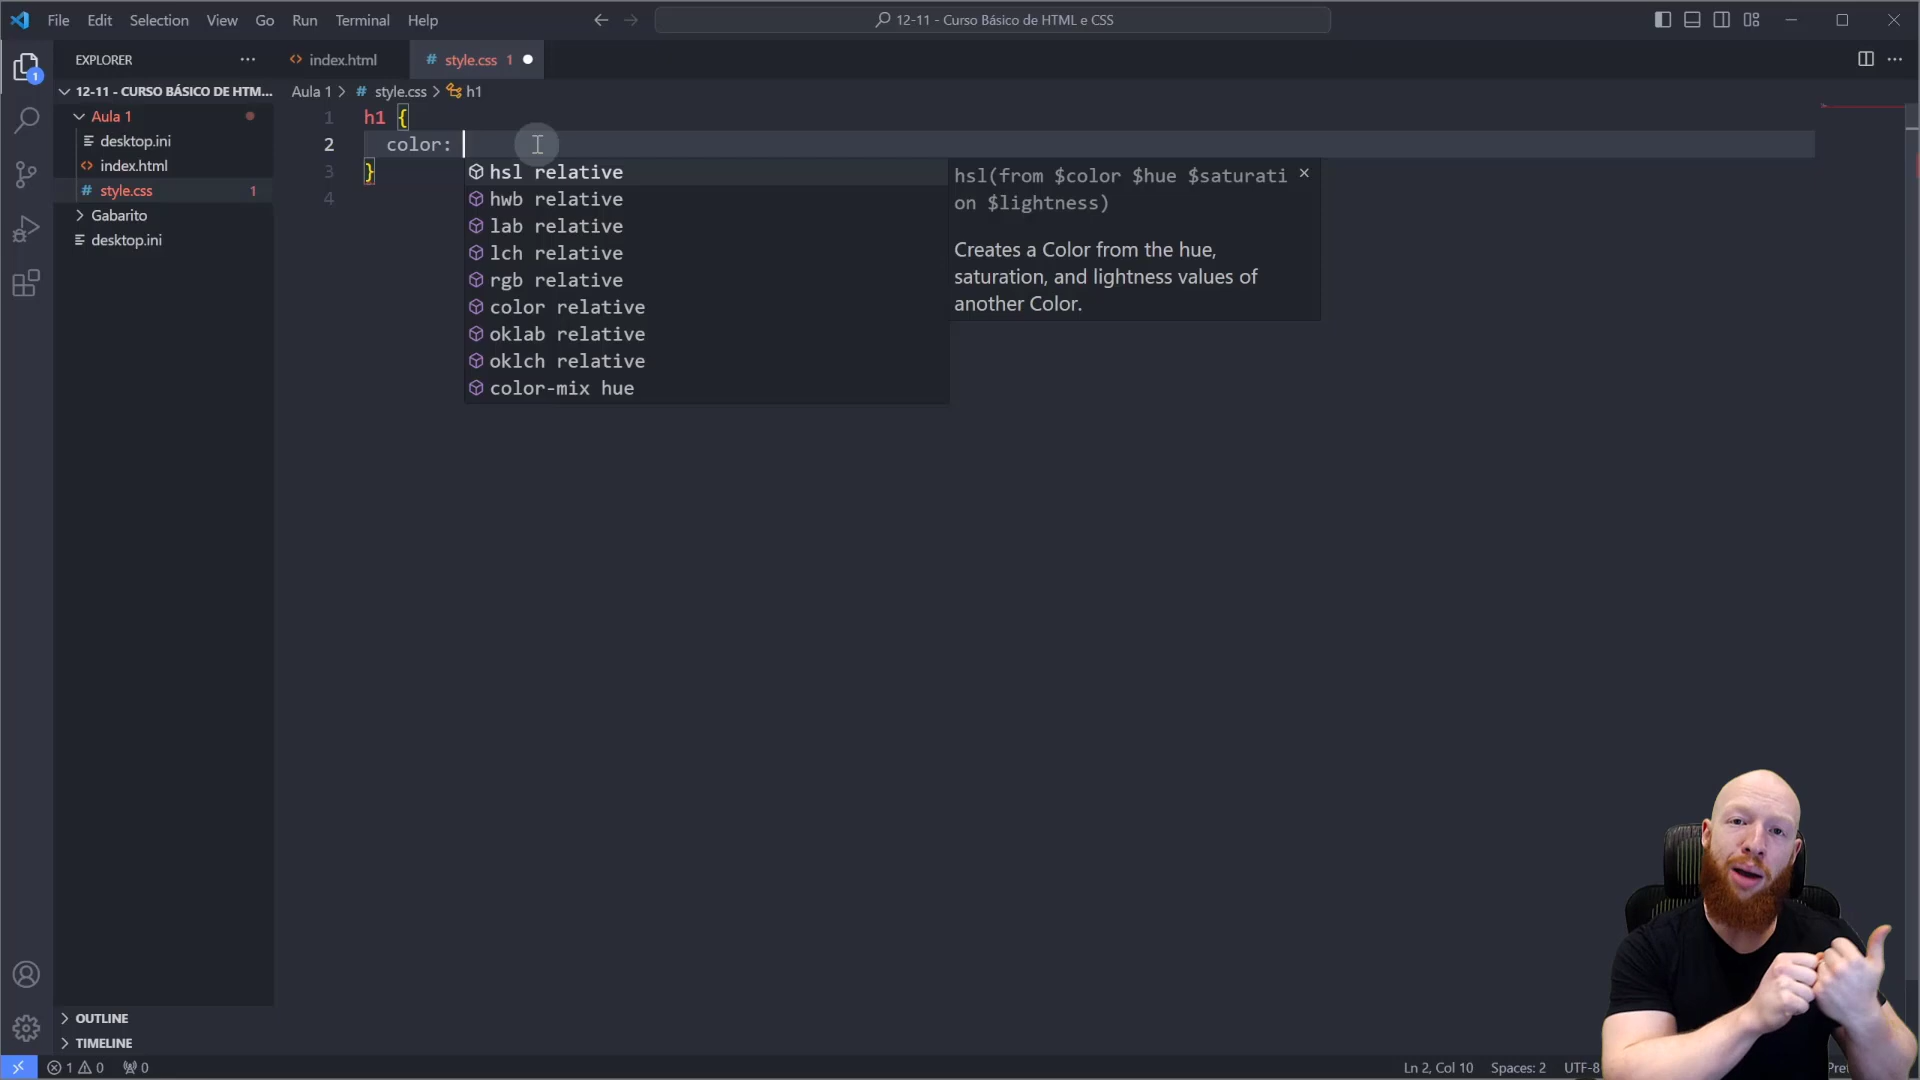 File Edit Selection View Go Run Terminal Help
12-11 - Curso Básico de HTML e CSS
EXPLORER
index.html
# style.css 1
12-11 - CURSO BÁSICO DE HTM...
Aula 1 > # style.css > h1
Aula 1
desktop.ini
index.html
# style.css 1
Gabarito
desktop.ini
1 h1 {
2 color:
3 }
4
hsl relative
hwb relative
lab relative
lch relative
rgb relative
color relative
oklab relative
oklch relative
color-mix hue
hsl(from $color $hue $saturati
on $lightness)
Creates a Color from the hue,
saturation, and lightness values of
another Color.
1
OUTLINE
TIMELINE
1 0 0
Ln 2, Col 10 Spaces: 2 UTF-8